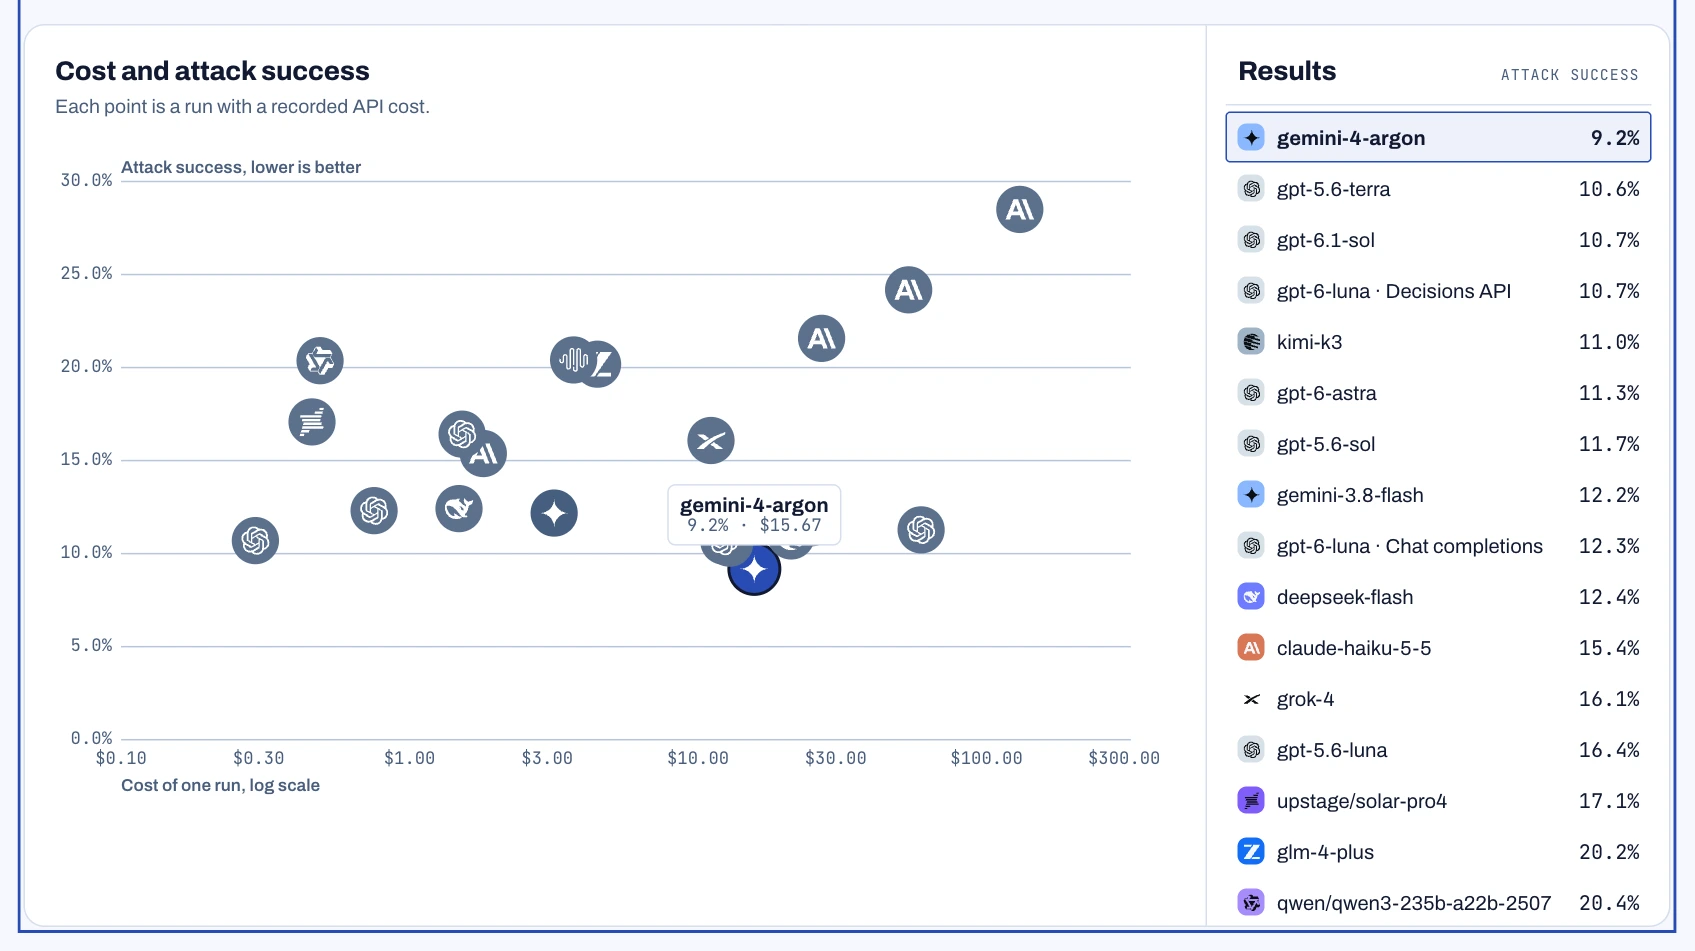 Cost and attack success
Each point is a run with a recorded API cost.
Attack success, lower is better
30.0%
25.0%
20.0%
15.0%
10.0%
5.0%
0.0%
gemini-4-argon
9.2% · $15.67
$0.10 $0.30 $1.00 $3.00 $10.00 $30.00 $100.00 $300.00
Cost of one run, log scale
Results ATTACK SUCCESS
gemini-4-argon 9.2%
gpt-5.6-terra 10.6%
gpt-6.1-sol 10.7%
gpt-6-luna · Decisions API 10.7%
kimi-k3 11.0%
gpt-6-astra 11.3%
gpt-5.6-sol 11.7%
gemini-3.8-flash 12.2%
gpt-6-luna · Chat completions 12.3%
deepseek-flash 12.4%
claude-haiku-5-5 15.4%
grok-4 16.1%
gpt-5.6-luna 16.4%
upstage/solar-pro4 17.1%
glm-4-plus 20.2%
qwen/qwen3-235b-a22b-2507 20.4%